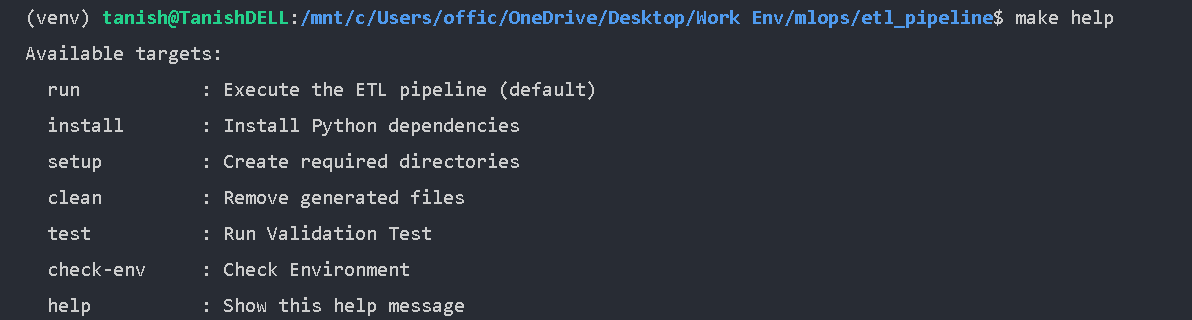 (venv) tanish@TanishDELL:/mnt/c/Users/offic/OneDrive/Desktop/Work Env/mlops/etl_pipeline$ make help
Available targets:
run : Execute the ETL pipeline (default)
install : Install Python dependencies
setup : Create required directories
clean : Remove generated files
test : Run Validation Test
check-env : Check Environment
help : Show this help message